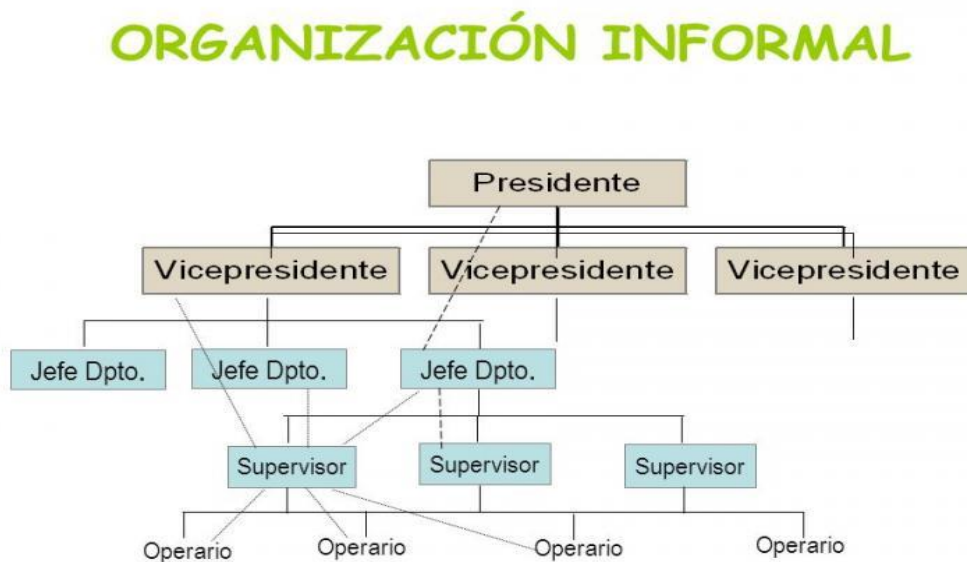 ORGANIZACIÓN INFORMAL
Presidente
Vicepresidente
Vicepresidente
Vicepresidente
Jefe Dpto.
Jefe Dpto.
Jefe Dpto.
Supervisor
Supervisor
Supervisor
Operario
Operario
Operario
Operario